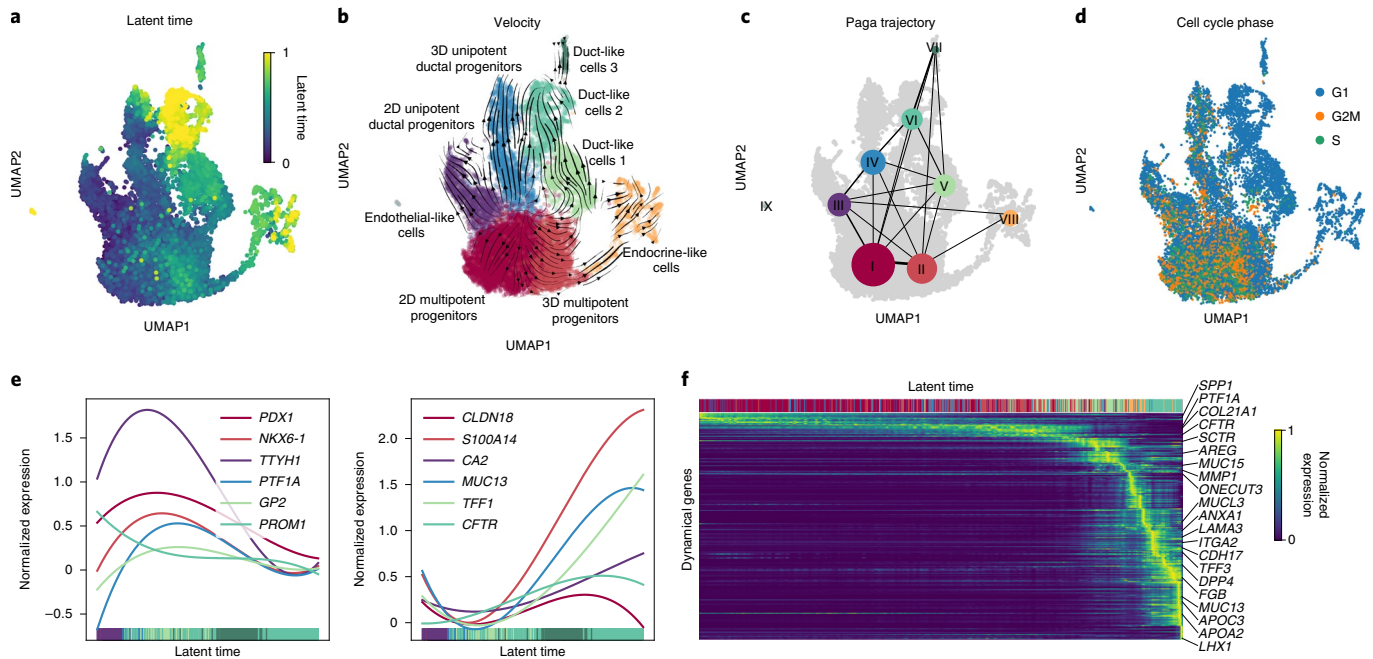 a
Latent time
1
Latent time
0
UMAP2
UMAP1
b
Velocity
3D unipotent
ductal progenitors
Duct-like
cells 3
2D unipotent
ductal progenitors
Duct-like
cells 2
Duct-like
cells 1
UMAP2
Endothelial-like
cells
Endocrine-like
cells
2D multipotent
progenitors
3D multipotent
progenitors
UMAP1
c
Paga trajectory
VII
VI
IV
V
III
VIII
IX
I
II
UMAP2
UMAP1
d
Cell cycle phase
G1
G2M
S
UMAP2
UMAP1
e
Normalized expression
1.5
1.0
0.5
0
−0.5
PDX1
NKX6-1
TTYH1
PTF1A
GP2
PROM1
Latent time
Normalized expression
2.0
1.5
1.0
0.5
0
CLDN18
S100A14
CA2
MUC13
TFF1
CFTR
Latent time
f
Latent time
Dynamical genes
SPP1
PTF1A
COL21A1
CFTR
SCTR
AREG
MUC15
MMP1
ONECUT3
MUCL3
ANXA1
LAMA3
ITGA2
CDH17
TFF3
DPP4
FGB
MUC13
APOC3
APOA2
LHX1
1
Normalized
expression
0